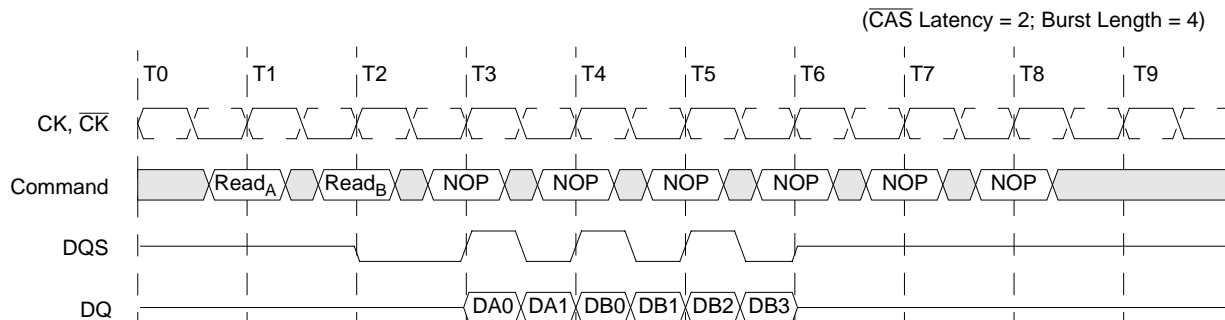 (CAS Latency = 2; Burst Length = 4)
T0 T1 T2 T3 T4 T5 T6 T7 T8 T9
CK, CK
Command ReadA ReadB NOP NOP NOP NOP NOP NOP
DQS
DQ DA0 DA1 DB0 DB1 DB2 DB3